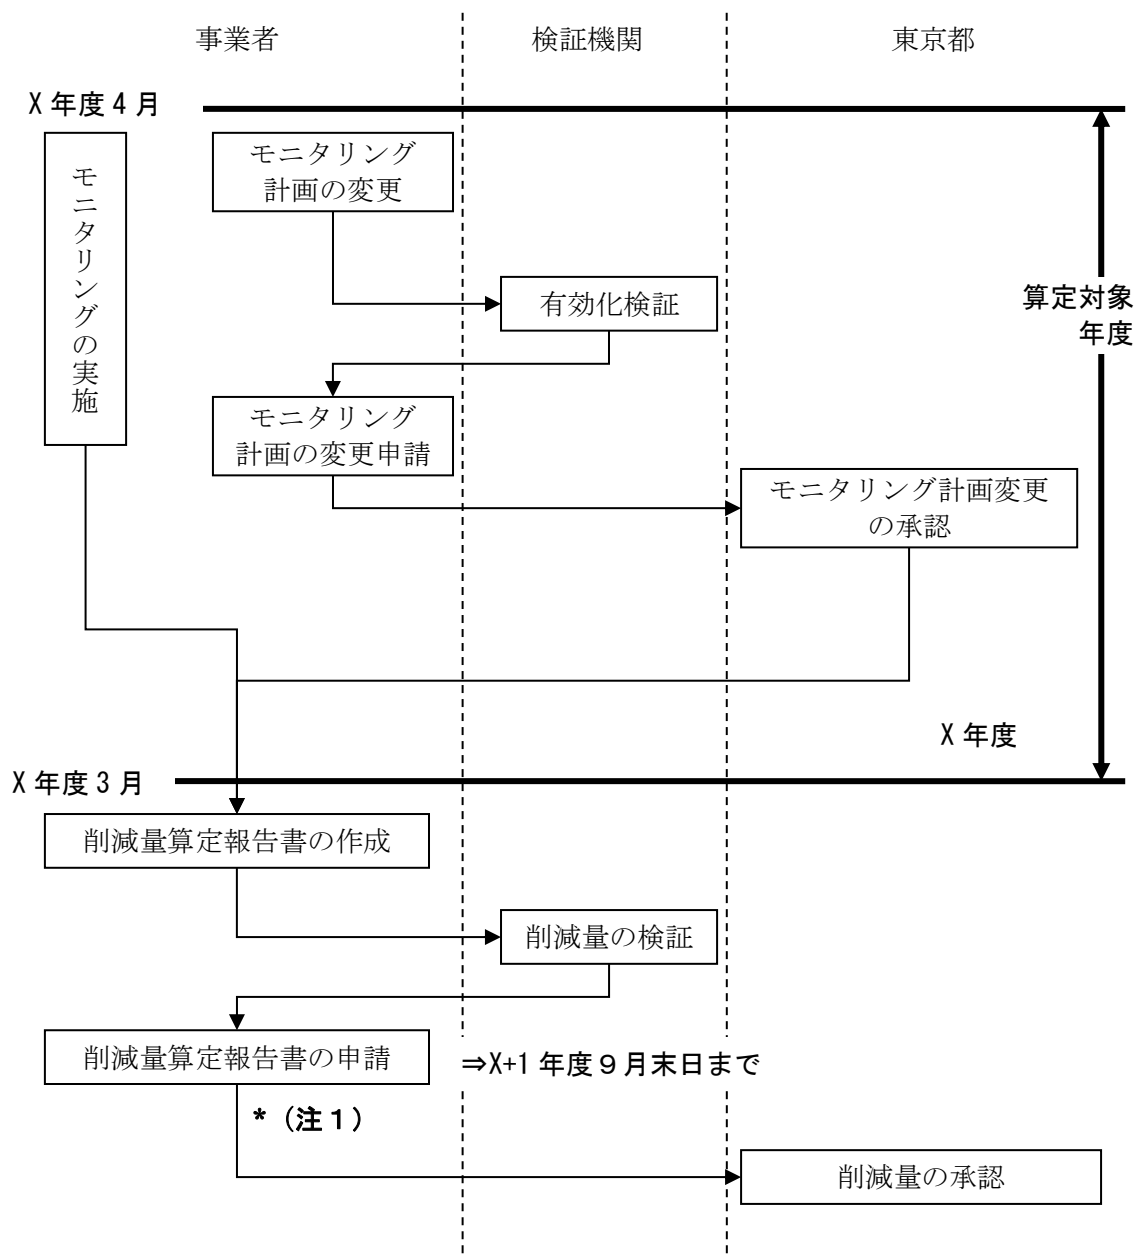 事業者
検証機関
東京都
X 年度 4 月
モニタリングの実施
モニタリング
計画の変更
有効化検証
算定対象
年度
モニタリング
計画の変更申請
モニタリング計画変更
の承認
X 年度
X 年度 3 月
削減量算定報告書の作成
削減量の検証
削減量算定報告書の申請
⇒X+1 年度９月末日まで
*（注１）
削減量の承認